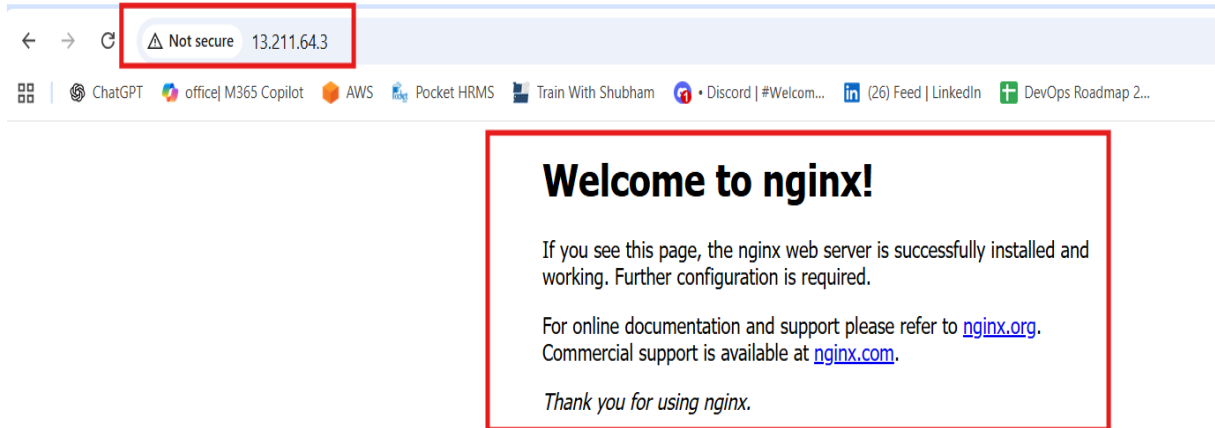 Not secure 13.211.64.3
ChatGPT office| M365 Copilot AWS Pocket HRMS Train With Shubham • Discord | #Welcom... (26) Feed | LinkedIn DevOps Roadmap 2...
Welcome to nginx!
If you see this page, the nginx web server is successfully installed and
working. Further configuration is required.
For online documentation and support please refer to nginx.org.
Commercial support is available at nginx.com.
Thank you for using nginx.